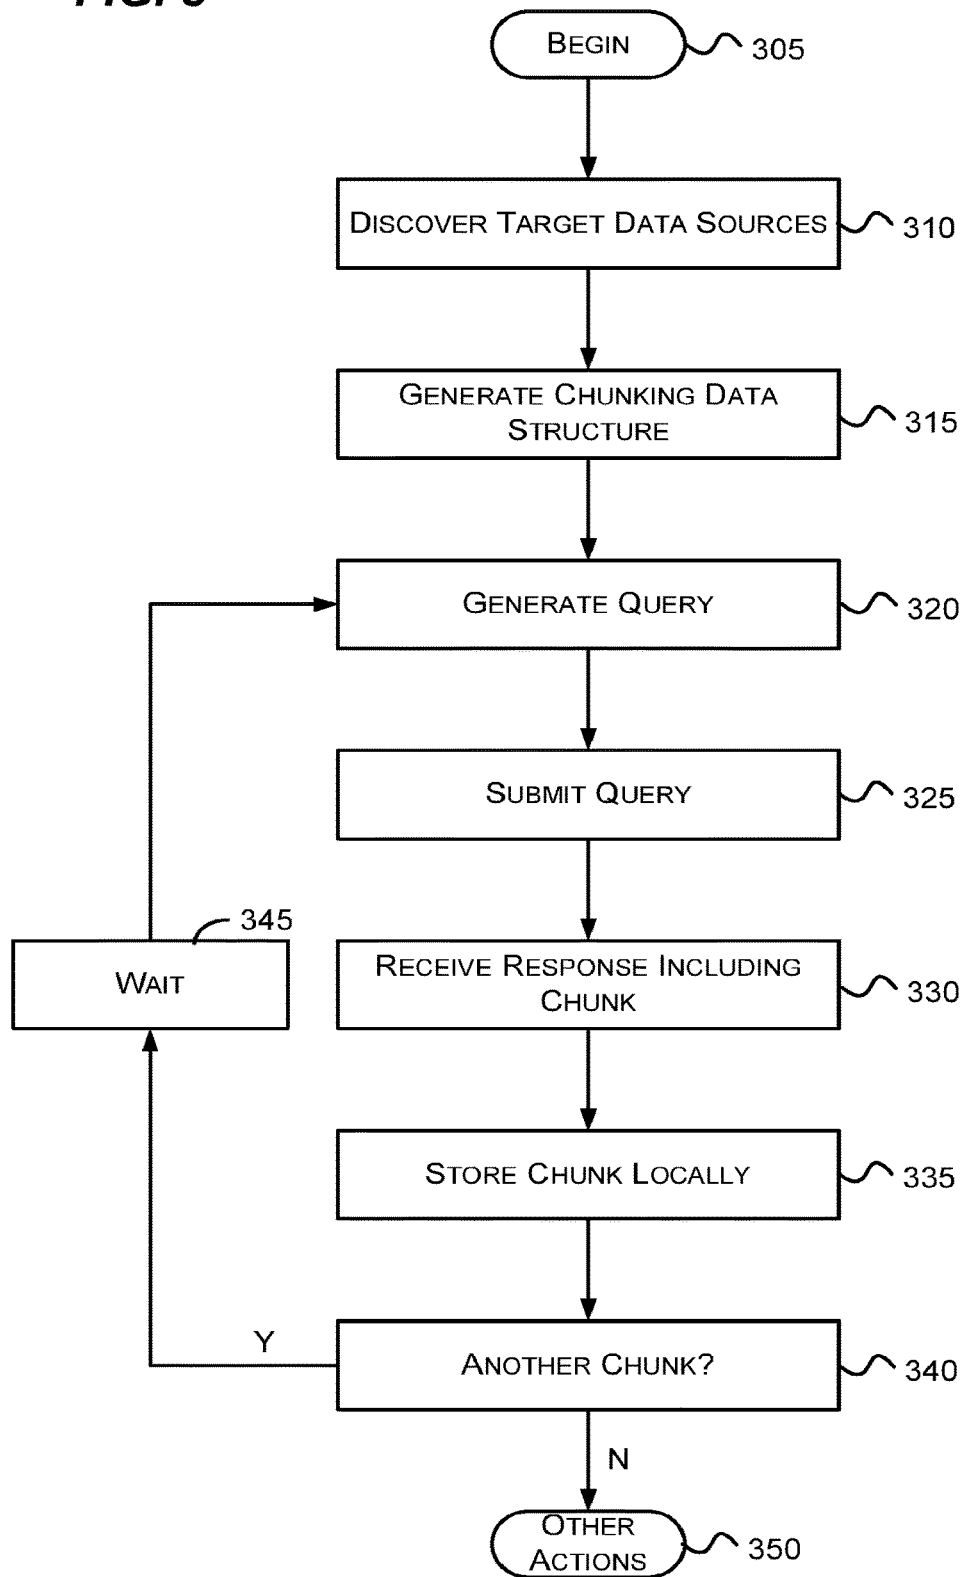 BEGIN
305
DISCOVER TARGET DATA SOURCES
310
GENERATE CHUNKING DATA
STRUCTURE
315
GENERATE QUERY
320
SUBMIT QUERY
325
345
WAIT
RECEIVE RESPONSE INCLUDING
CHUNK
330
STORE CHUNK LOCALLY
335
Y
ANOTHER CHUNK?
340
N
OTHER
ACTIONS
350